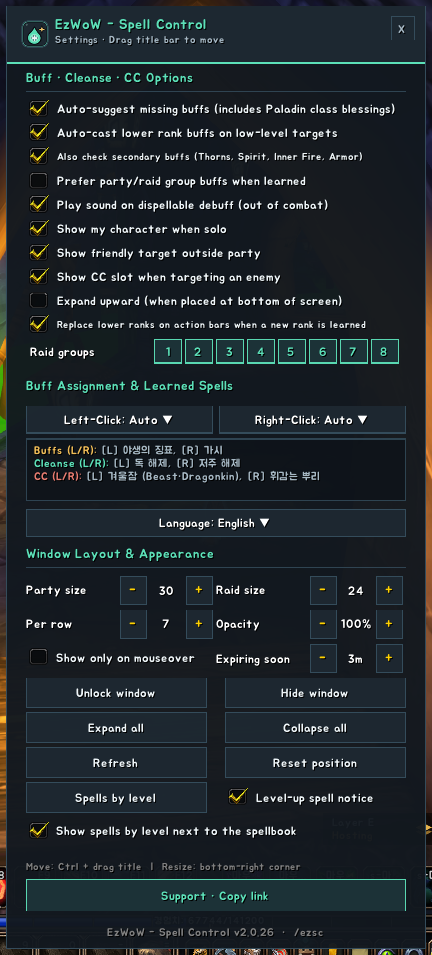 EzWoW - Spell Control
Settings · Drag title bar to move
X
Buff · Cleanse · CC Options
Auto-suggest missing buffs (includes Paladin class blessings)
Auto-cast lower rank buffs on low-level targets
Also check secondary buffs (Thorns, Spirit, Inner Fire, Armor)
Prefer party/raid group buffs when learned
Play sound on dispellable debuff (out of combat)
Show my character when solo
Show friendly target outside party
Show CC slot when targeting an enemy
Expand upward (when placed at bottom of screen)
Replace lower ranks on action bars when a new rank is learned
Raid groups 1 2 3 4 5 6 7 8
Buff Assignment & Learned Spells
Left-Click: Auto ▼ Right-Click: Auto ▼
Buffs (L/R): [L] 야생의 징표, [R] 가시
Cleanse (L/R): [L] 독 해제, [R] 저주 해제
CC (L/R): [L] 겨울잠 (Beast·Dragonkin), [R] 휘감는 뿌리
Language: English ▼
Window Layout & Appearance
Party size - 30 + Raid size - 24 +
Per row - 7 + Opacity - 100% +
Show only on mouseover Expiring soon - 3m +
Unlock window Hide window
Expand all Collapse all
Refresh Reset position
Spells by level Level-up spell notice
Show spells by level next to the spellbook
Move: Ctrl + drag title | Resize: bottom-right corner
Support · Copy link
EzWoW - Spell Control v2.0.26 · /ezsc